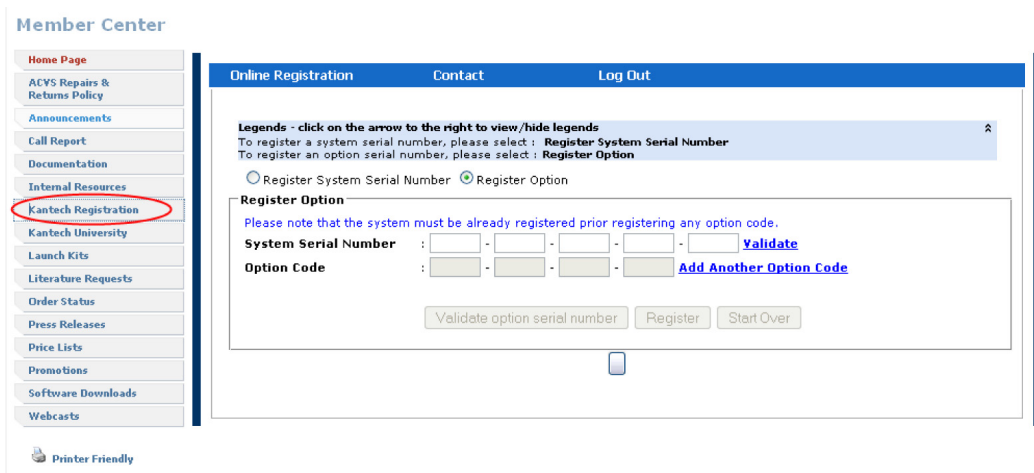 Member Center
Home Page
ACVS Repairs &
Returns Policy
Announcements
Call Report
Documentation
Internal Resources
Kantech Registration
Kantech University
Launch Kits
Literature Requests
Order Status
Press Releases
Price Lists
Promotions
Software Downloads
Webcasts
Printer Friendly
Online Registration Contact Log Out
Legends - click on the arrow to the right to view/hide legends
To register a system serial number, please select : Register System Serial Number
To register an option serial number, please select : Register Option
Register System Serial Number Register Option
Register Option
Please note that the system must be already registered prior registering any option code.
System Serial Number : - - - - Validate
Option Code : - - - Add Another Option Code
Validate option serial number Register Start Over